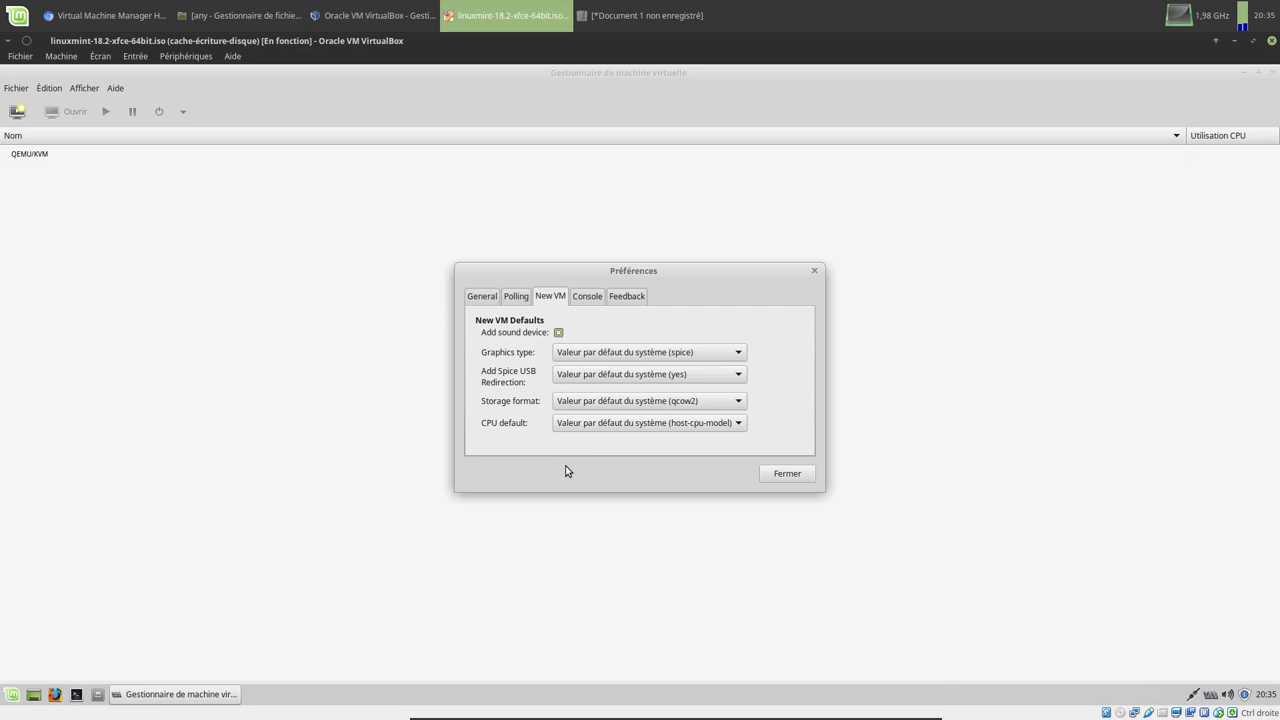 Virtual Machine Manager H... [any - Gestionnaire de fichie... Oracle VM VirtualBox - Gesti... linuxmint-18.2-xfce-64bit.iso... [*Document 1 non enregistré] 1,98 GHz 20:35
linuxmint-18.2-xfce-64bit.iso (cache-écriture-disque) [En fonction] - Oracle VM VirtualBox
Fichier Machine Écran Entrée Périphériques Aide
Gestionnaire de machine virtuelle
Fichier Édition Afficher Aide
Ouvrir
Nom Utilisation CPU
QEMU/KVM
Préférences
General Polling New VM Console Feedback
New VM Defaults
Add sound device:
Graphics type: Valeur par défaut du système (spice)
Add Spice USB
Redirection: Valeur par défaut du système (yes)
Storage format: Valeur par défaut du système (qcow2)
CPU default: Valeur par défaut du système (host-cpu-model)
Fermer
Gestionnaire de machine vir... 20:35
Ctrl droite